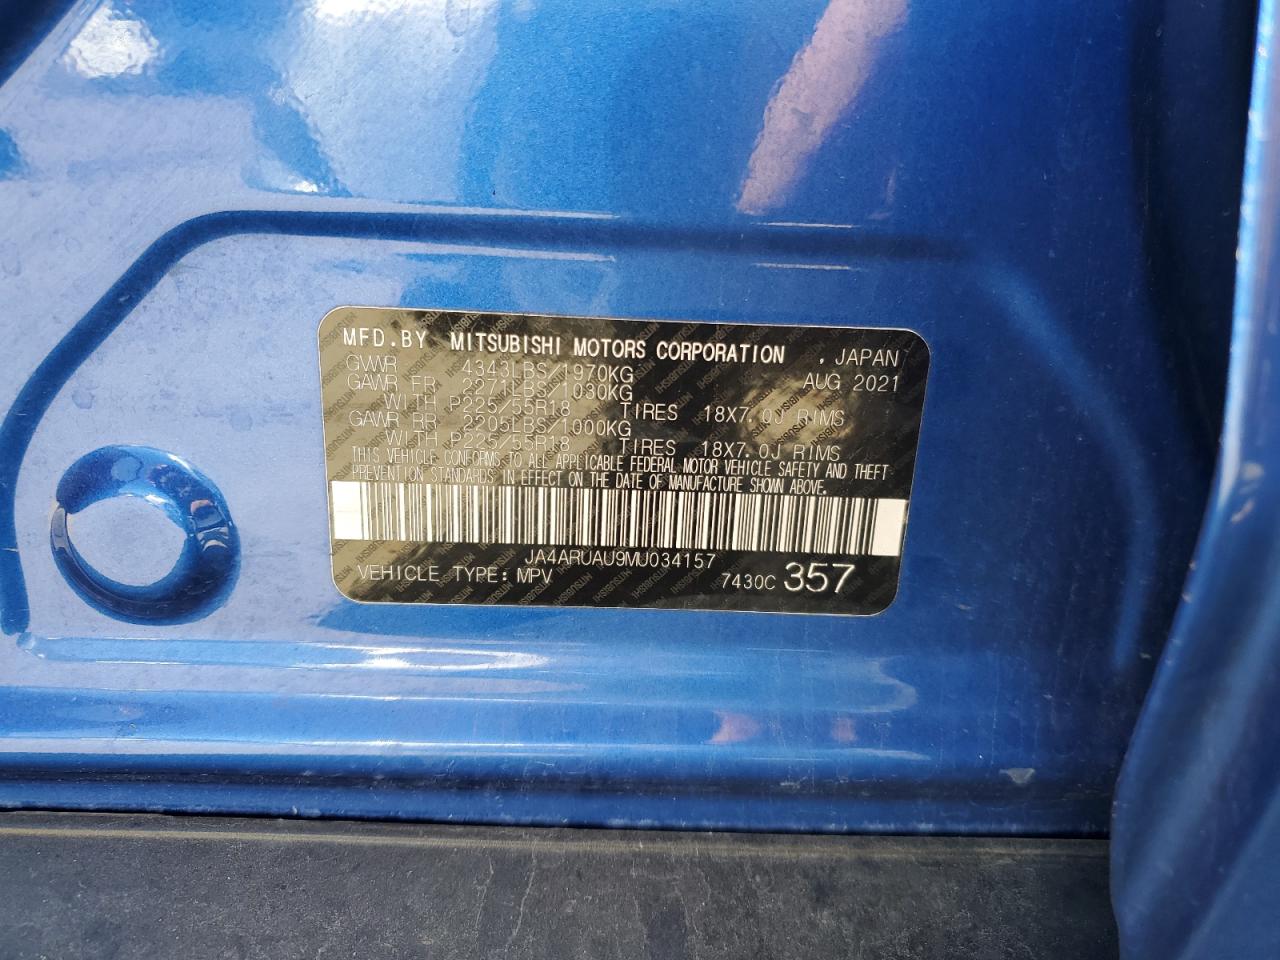 MFD.BY MITSUBISHI MOTORS CORPORATION , JAPAN
GVWR 4343LBS/1970KG AUG 2021
GAWR FR 2271LBS/1030KG
WITH P225/55R18 TIRES 18X7.0J RIMS
GAWR RR 2205LBS/1000KG
WITH P225/55R18 TIRES 18X7.0J RIMS
THIS VEHICLE CONFORMS TO ALL APPLICABLE FEDERAL MOTOR VEHICLE SAFETY AND THEFT
PREVENTION STANDARDS IN EFFECT ON THE DATE OF MANUFACTURE SHOWN ABOVE.
JA4ARUAU9MU034157
VEHICLE TYPE: MPV 7430C 357